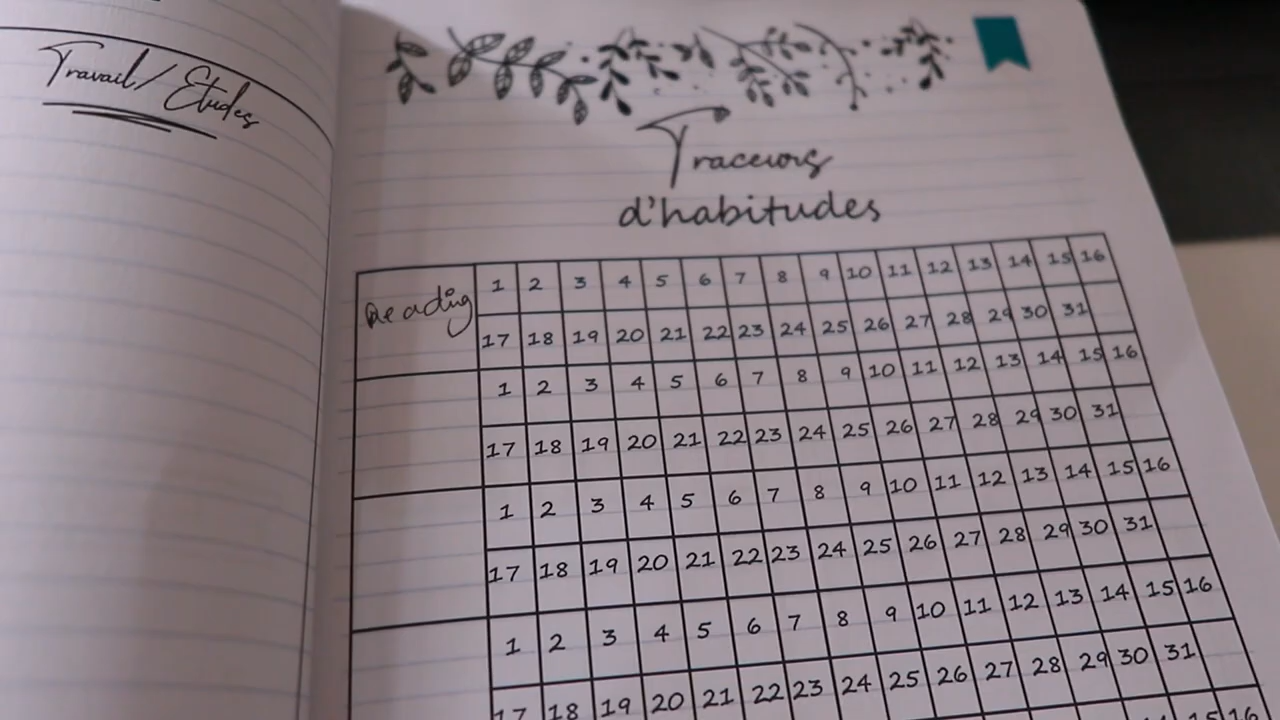 Travail / Etudes
Traceurs
d'habitudes
Reading
1 2 3 4 5 6 7 8 9 10 11 12 13 14 15 16
17 18 19 20 21 22 23 24 25 26 27 28 29 30 31
1 2 3 4 5 6 7 8 9 10 11 12 13 14 15 16
17 18 19 20 21 22 23 24 25 26 27 28 29 30 31
1 2 3 4 5 6 7 8 9 10 11 12 13 14 15 16
17 18 19 20 21 22 23 24 25 26 27 28 29 30 31
1 2 3 4 5 6 7 8 9 10 11 12 13 14 15 16
17 18 19 20 21 22 23 24 25 26 27 28 29 30 31
15 16